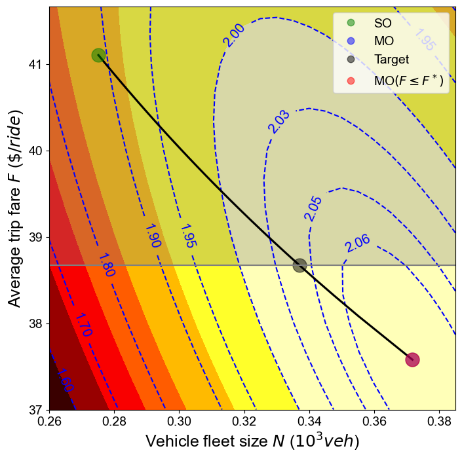 SO
MO
Target
MO(F ≤ F*)
2.00
1.95
2.03
2.05
2.06
1.95
1.90
1.80
1.70
1.60
41
40
39
38
37
0.26 0.28 0.30 0.32 0.34 0.36 0.38
Average trip fare F ($/ride)
Vehicle fleet size N (10³veh)